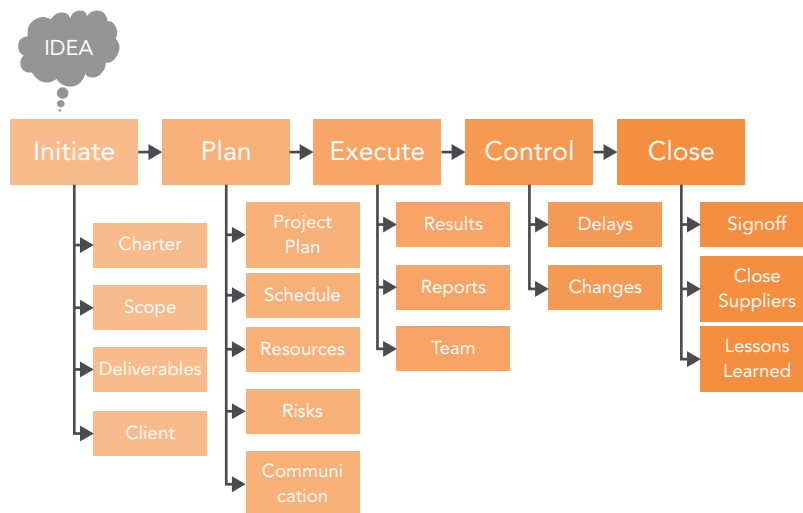 IDEA
Initiate
Plan
Execute
Control
Close
Charter
Scope
Deliverables
Client
Project
Plan
Schedule
Resources
Risks
Communi
cation
Results
Reports
Team
Delays
Changes
Signoff
Close
Suppliers
Lessons
Learned